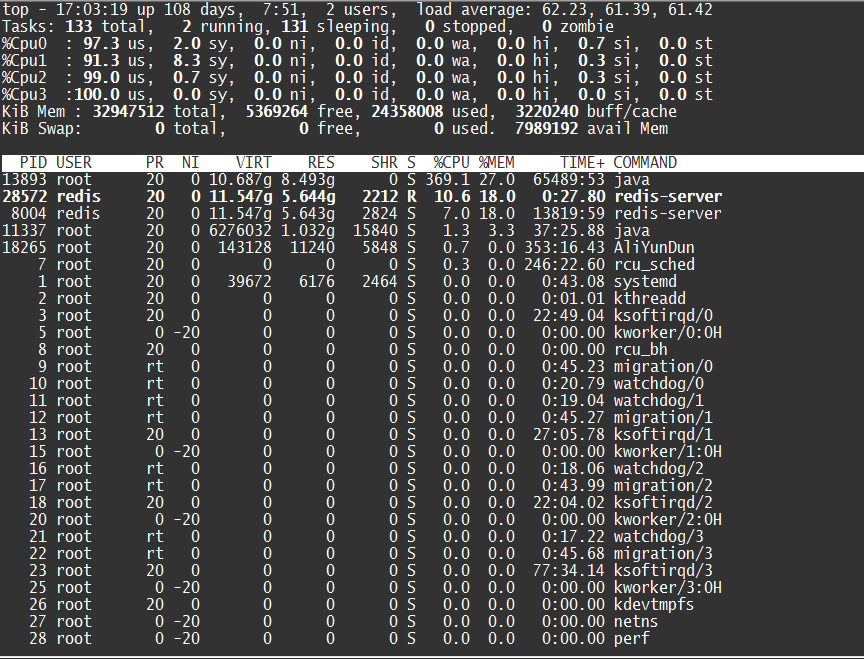 top - 17:03:19 up 108 days,  7:51,  2 users,  load average: 62.23, 61.39, 61.42
Tasks: 133 total,   2 running, 131 sleeping,   0 stopped,   0 zombie
%Cpu0  : 97.3 us,  2.0 sy,  0.0 ni,  0.0 id,  0.0 wa,  0.0 hi,  0.7 si,  0.0 st
%Cpu1  : 91.3 us,  8.3 sy,  0.0 ni,  0.0 id,  0.0 wa,  0.0 hi,  0.3 si,  0.0 st
%Cpu2  : 99.0 us,  0.7 sy,  0.0 ni,  0.0 id,  0.0 wa,  0.0 hi,  0.3 si,  0.0 st
%Cpu3  :100.0 us,  0.0 sy,  0.0 ni,  0.0 id,  0.0 wa,  0.0 hi,  0.0 si,  0.0 st
KiB Mem : 32947512 total,  5369264 free, 24358008 used,  3220240 buff/cache
KiB Swap:        0 total,        0 free,        0 used.  7989192 avail Mem
  PID USER      PR  NI    VIRT    RES    SHR S  %CPU %MEM     TIME+ COMMAND
13893 root      20   0 10.687g 8.493g      0 S 369.1 27.0  65489:53 java
28572 redis     20   0 11.547g 5.644g   2212 R  10.6 18.0   0:27.80 redis-server
 8004 redis     20   0 11.547g 5.643g   2824 S   7.0 18.0  13819:59 redis-server
11337 root      20   0 6276032 1.032g  15840 S   1.3  3.3  37:25.88 java
18265 root      20   0  143128  11240   5848 S   0.7  0.0 353:16.43 AliYunDun
    7 root      20   0       0      0      0 S   0.3  0.0 246:22.60 rcu_sched
    1 root      20   0   39672   6176   2464 S   0.0  0.0   0:43.08 systemd
    2 root      20   0       0      0      0 S   0.0  0.0   0:01.01 kthreadd
    3 root      20   0       0      0      0 S   0.0  0.0  22:49.04 ksoftirqd/0
    5 root       0 -20       0      0      0 S   0.0  0.0   0:00.00 kworker/0:0H
    8 root      20   0       0      0      0 S   0.0  0.0   0:00.00 rcu_bh
    9 root      rt   0       0      0      0 S   0.0  0.0   0:45.23 migration/0
   10 root      rt   0       0      0      0 S   0.0  0.0   0:20.79 watchdog/0
   11 root      rt   0       0      0      0 S   0.0  0.0   0:19.04 watchdog/1
   12 root      rt   0       0      0      0 S   0.0  0.0   0:45.27 migration/1
   13 root      20   0       0      0      0 S   0.0  0.0  27:05.78 ksoftirqd/1
   15 root       0 -20       0      0      0 S   0.0  0.0   0:00.00 kworker/1:0H
   16 root      rt   0       0      0      0 S   0.0  0.0   0:18.06 watchdog/2
   17 root      rt   0       0      0      0 S   0.0  0.0   0:43.99 migration/2
   18 root      20   0       0      0      0 S   0.0  0.0  22:04.02 ksoftirqd/2
   20 root       0 -20       0      0      0 S   0.0  0.0   0:00.00 kworker/2:0H
   21 root      rt   0       0      0      0 S   0.0  0.0   0:17.22 watchdog/3
   22 root      rt   0       0      0      0 S   0.0  0.0   0:45.68 migration/3
   23 root      20   0       0      0      0 S   0.0  0.0  77:34.14 ksoftirqd/3
   25 root       0 -20       0      0      0 S   0.0  0.0   0:00.00 kworker/3:0H
   26 root      20   0       0      0      0 S   0.0  0.0   0:00.00 kdevtmpfs
   27 root       0 -20       0      0      0 S   0.0  0.0   0:00.00 netns
   28 root       0 -20       0      0      0 S   0.0  0.0   0:00.00 perf